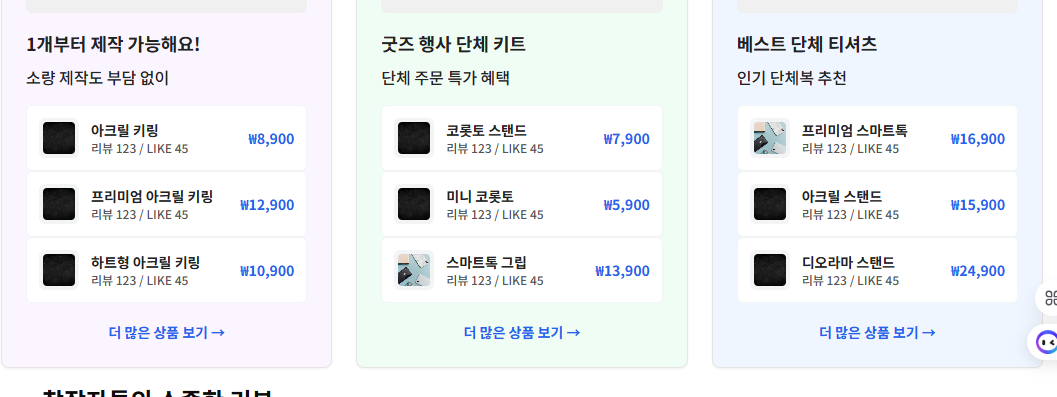 1개부터 제작 가능해요!
소량 제작도 부담 없이
아크릴 키링
리뷰 123 / LIKE 45
₩8,900
프리미엄 아크릴 키링
리뷰 123 / LIKE 45
₩12,900
하트형 아크릴 키링
리뷰 123 / LIKE 45
₩10,900
더 많은 상품 보기 →
굿즈 행사 단체 키트
단체 주문 특가 혜택
코롯토 스탠드
리뷰 123 / LIKE 45
₩7,900
미니 코롯토
리뷰 123 / LIKE 45
₩5,900
스마트톡 그립
리뷰 123 / LIKE 45
₩13,900
더 많은 상품 보기 →
베스트 단체 티셔츠
인기 단체복 추천
프리미엄 스마트톡
리뷰 123 / LIKE 45
₩16,900
아크릴 스탠드
리뷰 123 / LIKE 45
₩15,900
디오라마 스탠드
리뷰 123 / LIKE 45
₩24,900
더 많은 상품 보기 →